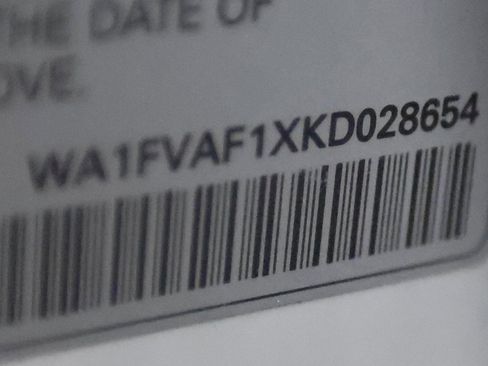 THE DATE OF
OVE.
WA1FVAF1XKD028654